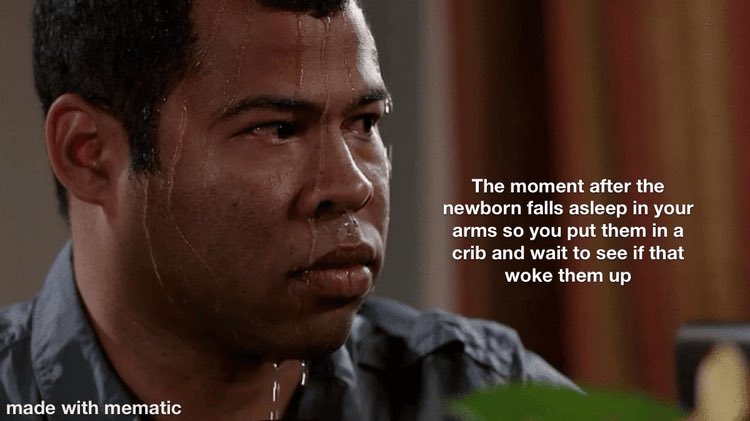 The moment after the
newborn falls asleep in your
arms so you put them in a
crib and wait to see if that
woke them up
made with mematic